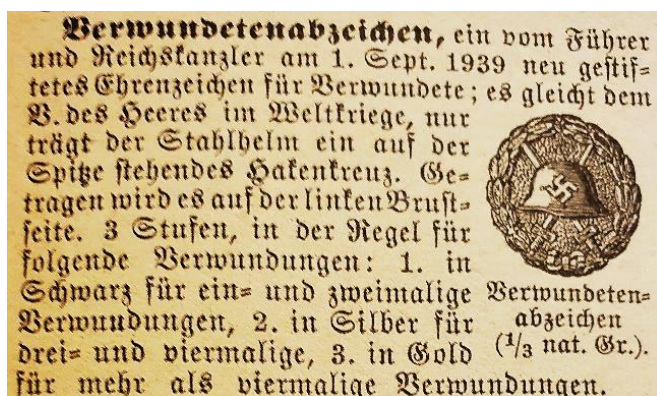 Verwundetenabzeichen, ein vom Führer
und Reichskanzler am 1. Sept. 1939 neu gestif-
tetes Ehrenzeichen für Verwundete; es gleicht dem
V. des Heeres im Weltkriege, nur
trägt der Stahlhelm ein auf der
Spitze stehendes Hakenkreuz. Ge-
tragen wird es auf der linken Brust-
seite. 3 Stufen, in der Regel für
folgende Verwundungen: 1. in
Schwarz für ein- und zweimalige
Verwundungen, 2. in Silber für
drei- und viermalige, 3. in Gold
für mehr als viermalige Verwundungen.
Verwundeten-
abzeichen
(1/3 nat. Gr.).